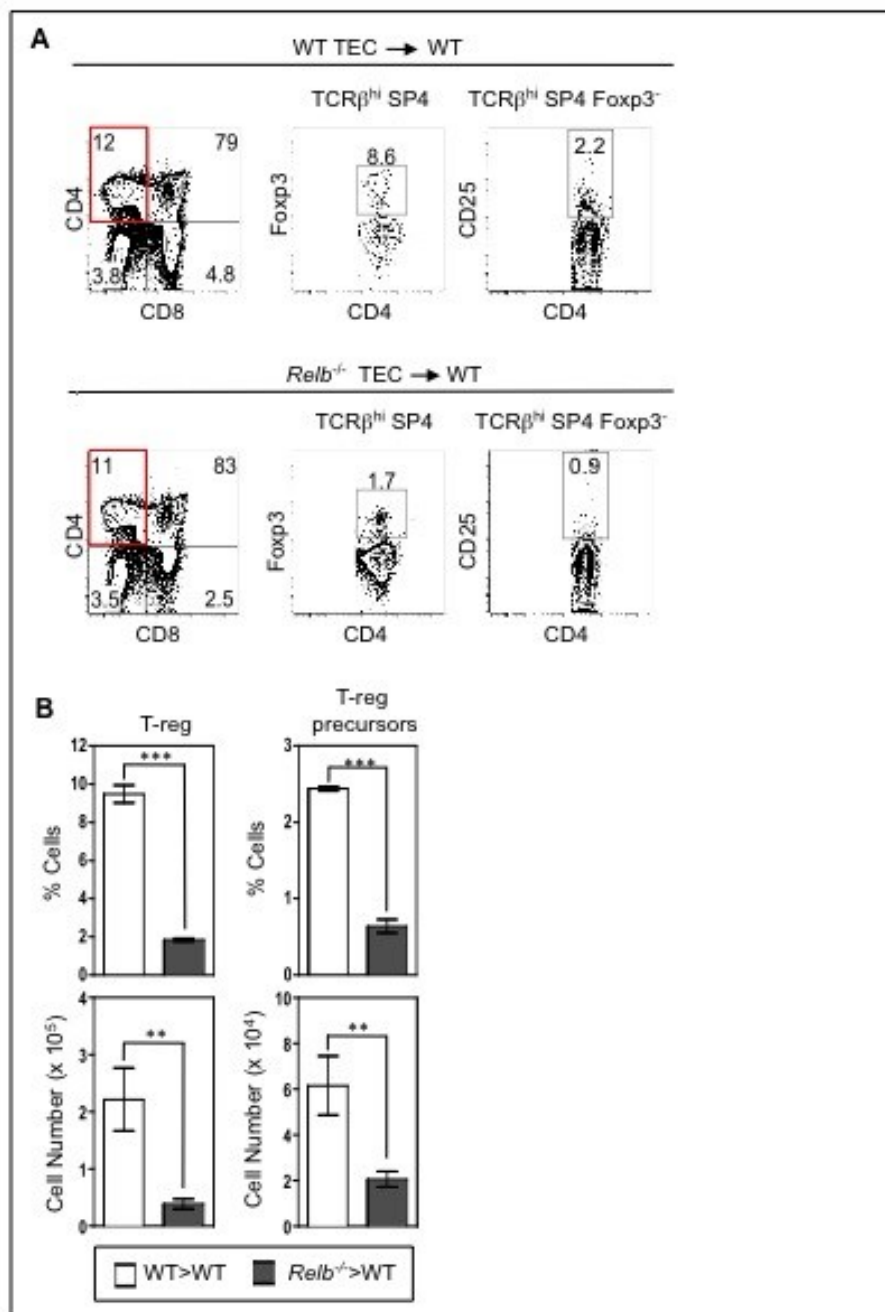 A
WT TEC → WT
TCRβhi SP4
TCRβhi SP4 Foxp3-
12
79
3.8
4.8
CD4
CD8
8.6
Foxp3
CD4
2.2
CD25
CD4
Relb-/- TEC → WT
TCRβhi SP4
TCRβhi SP4 Foxp3-
11
83
3.5
2.5
CD4
CD8
1.7
Foxp3
CD4
0.9
CD25
CD4
B
T-reg
T-reg
precursors
% Cells
12
10
8
6
4
2
0
***
% Cells
3
2
1
0
***
Cell Number (x 10⁵)
4
3
2
1
0
**
Cell Number (x 10⁴)
10
8
6
4
2
0
**
WT>WT
Relb-/->WT